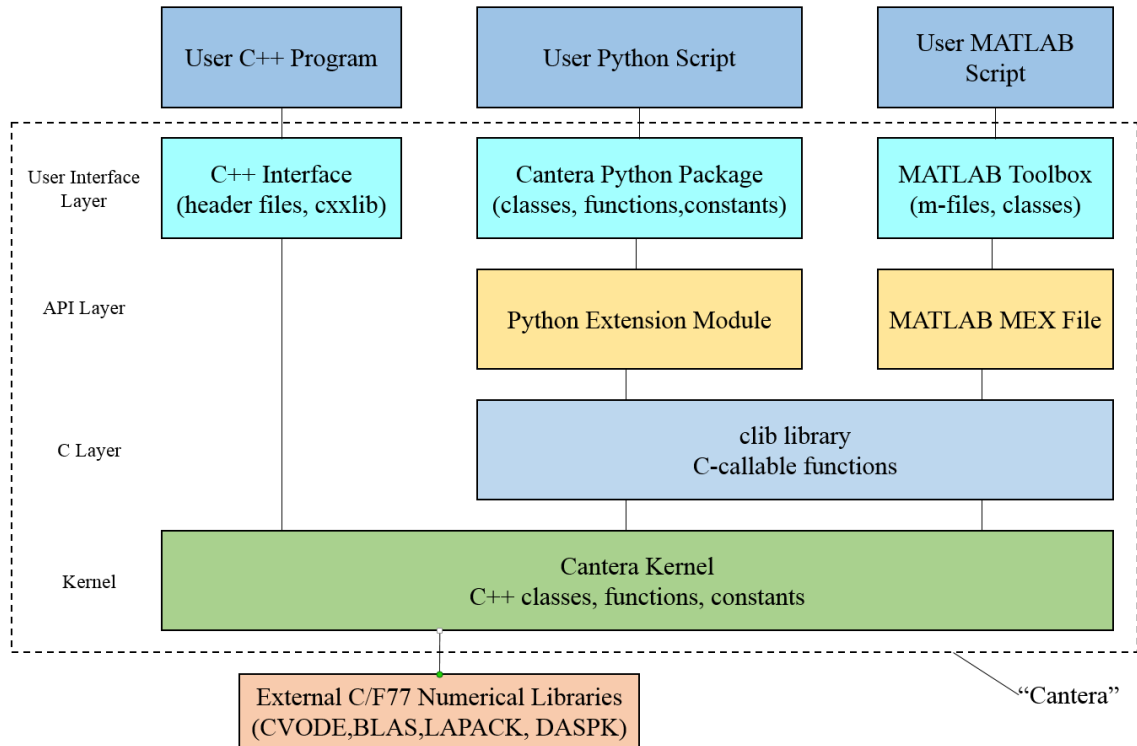 User C++ Program
User Python Script
User MATLAB
Script
User Interface
Layer
C++ Interface
(header files, cxxlib)
Cantera Python Package
(classes, functions,constants)
MATLAB Toolbox
(m-files, classes)
API Layer
Python Extension Module
MATLAB MEX File
C Layer
clib library
C-callable functions
Kernel
Cantera Kernel
C++ classes, functions, constants
External C/F77 Numerical Libraries
(CVODE,BLAS,LAPACK, DASPK)
“Cantera”